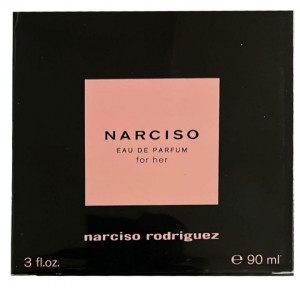 NARCISO
EAU DE PARFUM
for her
narciso rodriguez
3 fl.oz. ℮ 90 ml